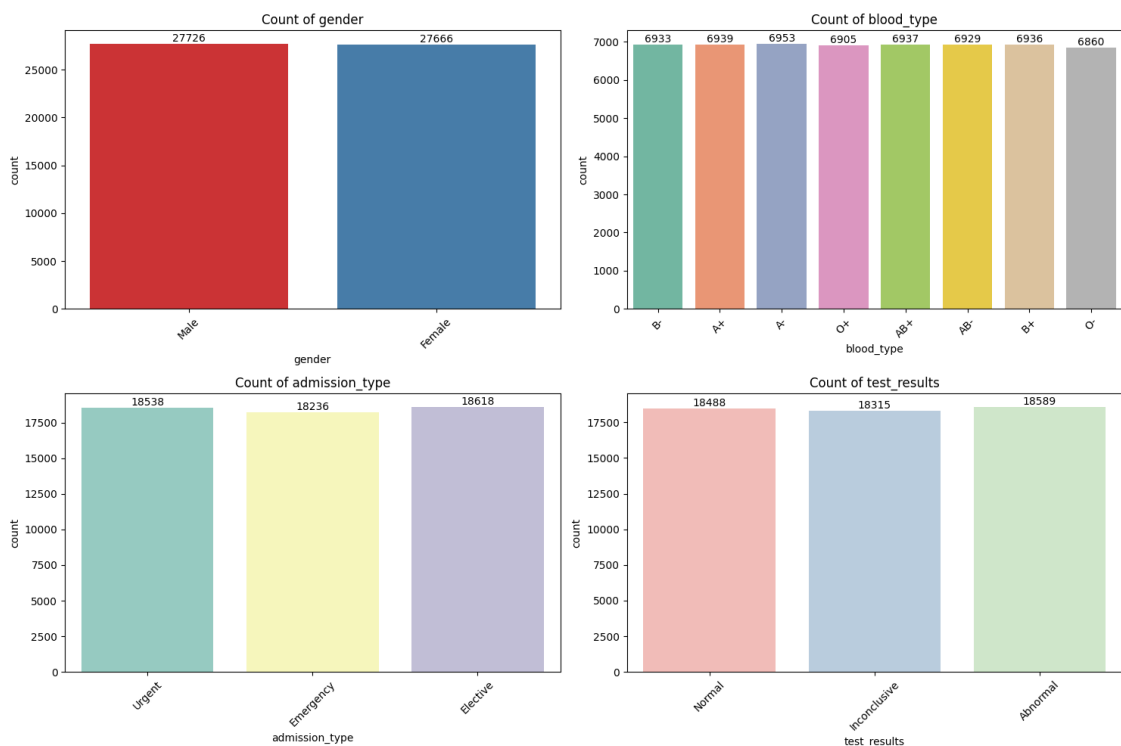 Count of gender
27726
27666
25000
20000
15000
10000
5000
0
count
Male
Female
gender
Count of blood_type
6933
6939
6953
6905
6937
6929
6936
6860
7000
6000
5000
4000
3000
2000
1000
0
count
B-
A+
A-
O+
AB+
AB-
B+
O-
blood_type
Count of admission_type
18538
18236
18618
17500
15000
12500
10000
7500
5000
2500
0
count
Urgent
Emergency
Elective
admission_type
Count of test_results
18488
18315
18589
17500
15000
12500
10000
7500
5000
2500
0
count
Normal
Inconclusive
Abnormal
test_results